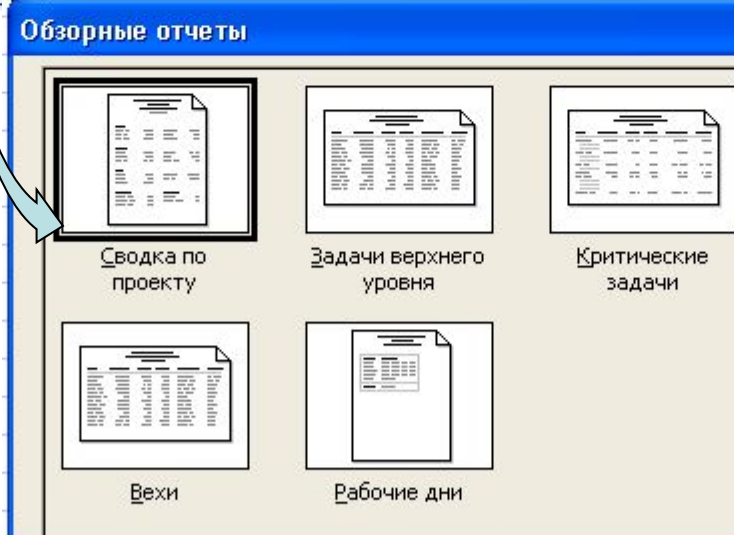 Обзорные отчеты
Сводка по
проекту
Задачи верхнего
уровня
Критические
задачи
Вехи
Рабочие дни